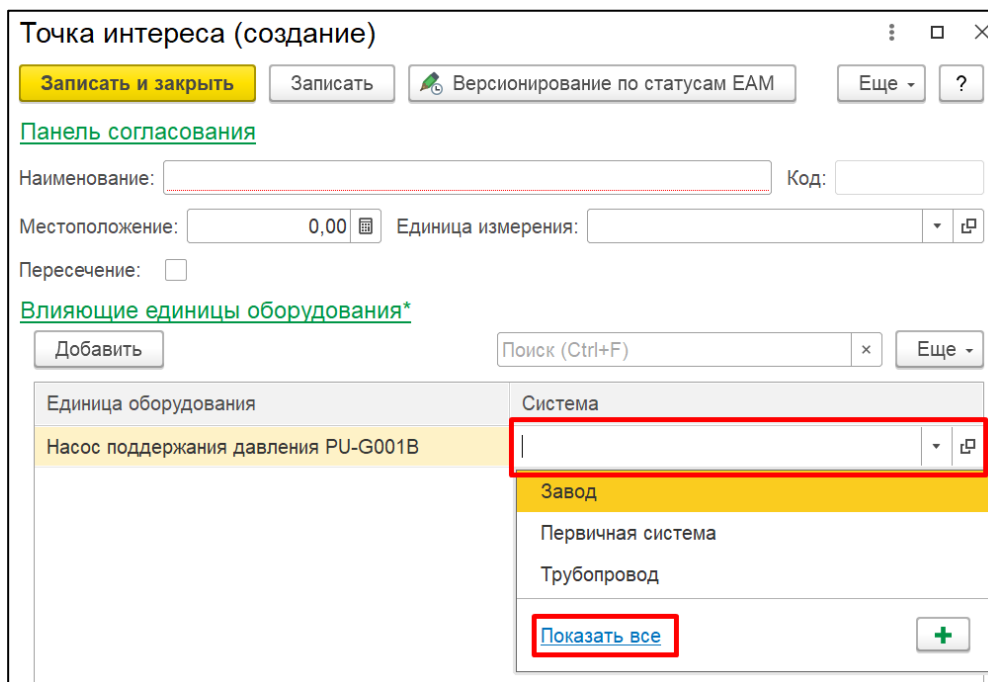 Точка интереса (создание)
Записать и закрыть Записать Версионирование по статусам EAM Еще ?
Панель согласования
Наименование: Код:
Местоположение: 0,00 Единица измерения:
Пересечение:
Влияющие единицы оборудования*
Добавить Поиск (Ctrl+F) × Еще
Единица оборудования Система
Насос поддержания давления PU-G001B
Завод
Первичная система
Трубопровод
Показать все +